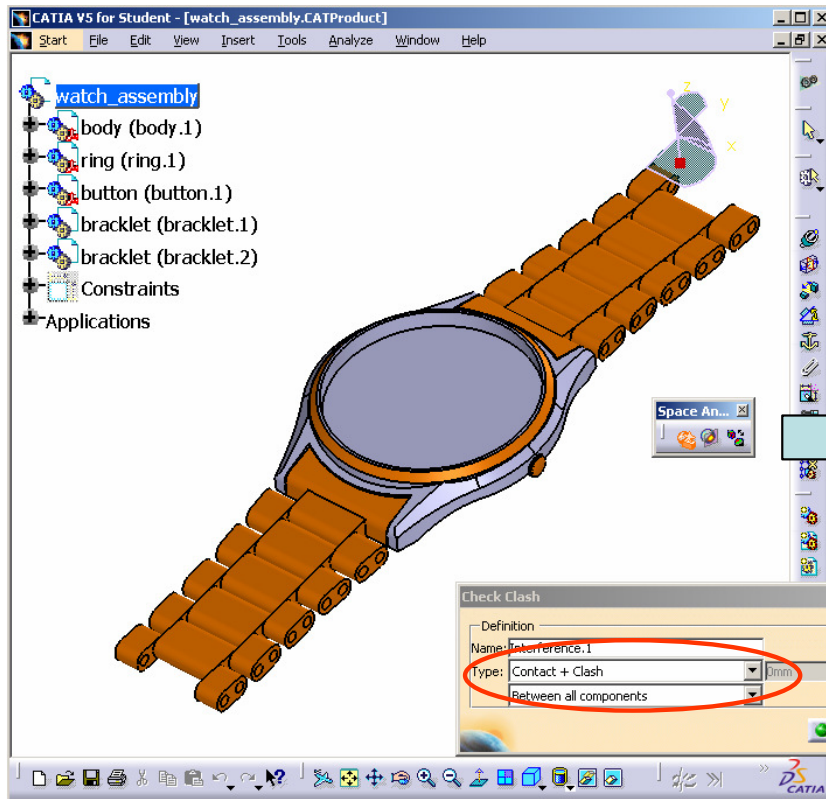 CATIA V5 for Student - [watch_assembly.CATProduct]
Start File Edit View Insert Tools Analyze Window Help
watch_assembly
body (body.1)
ring (ring.1)
button (button.1)
bracklet (bracklet.1)
bracklet (bracklet.2)
Constraints
Applications
z
y
x
Space An...
Check Clash
Definition
Name: Interference.1
Type: Contact + Clash 0mm
Between all components
CATIA